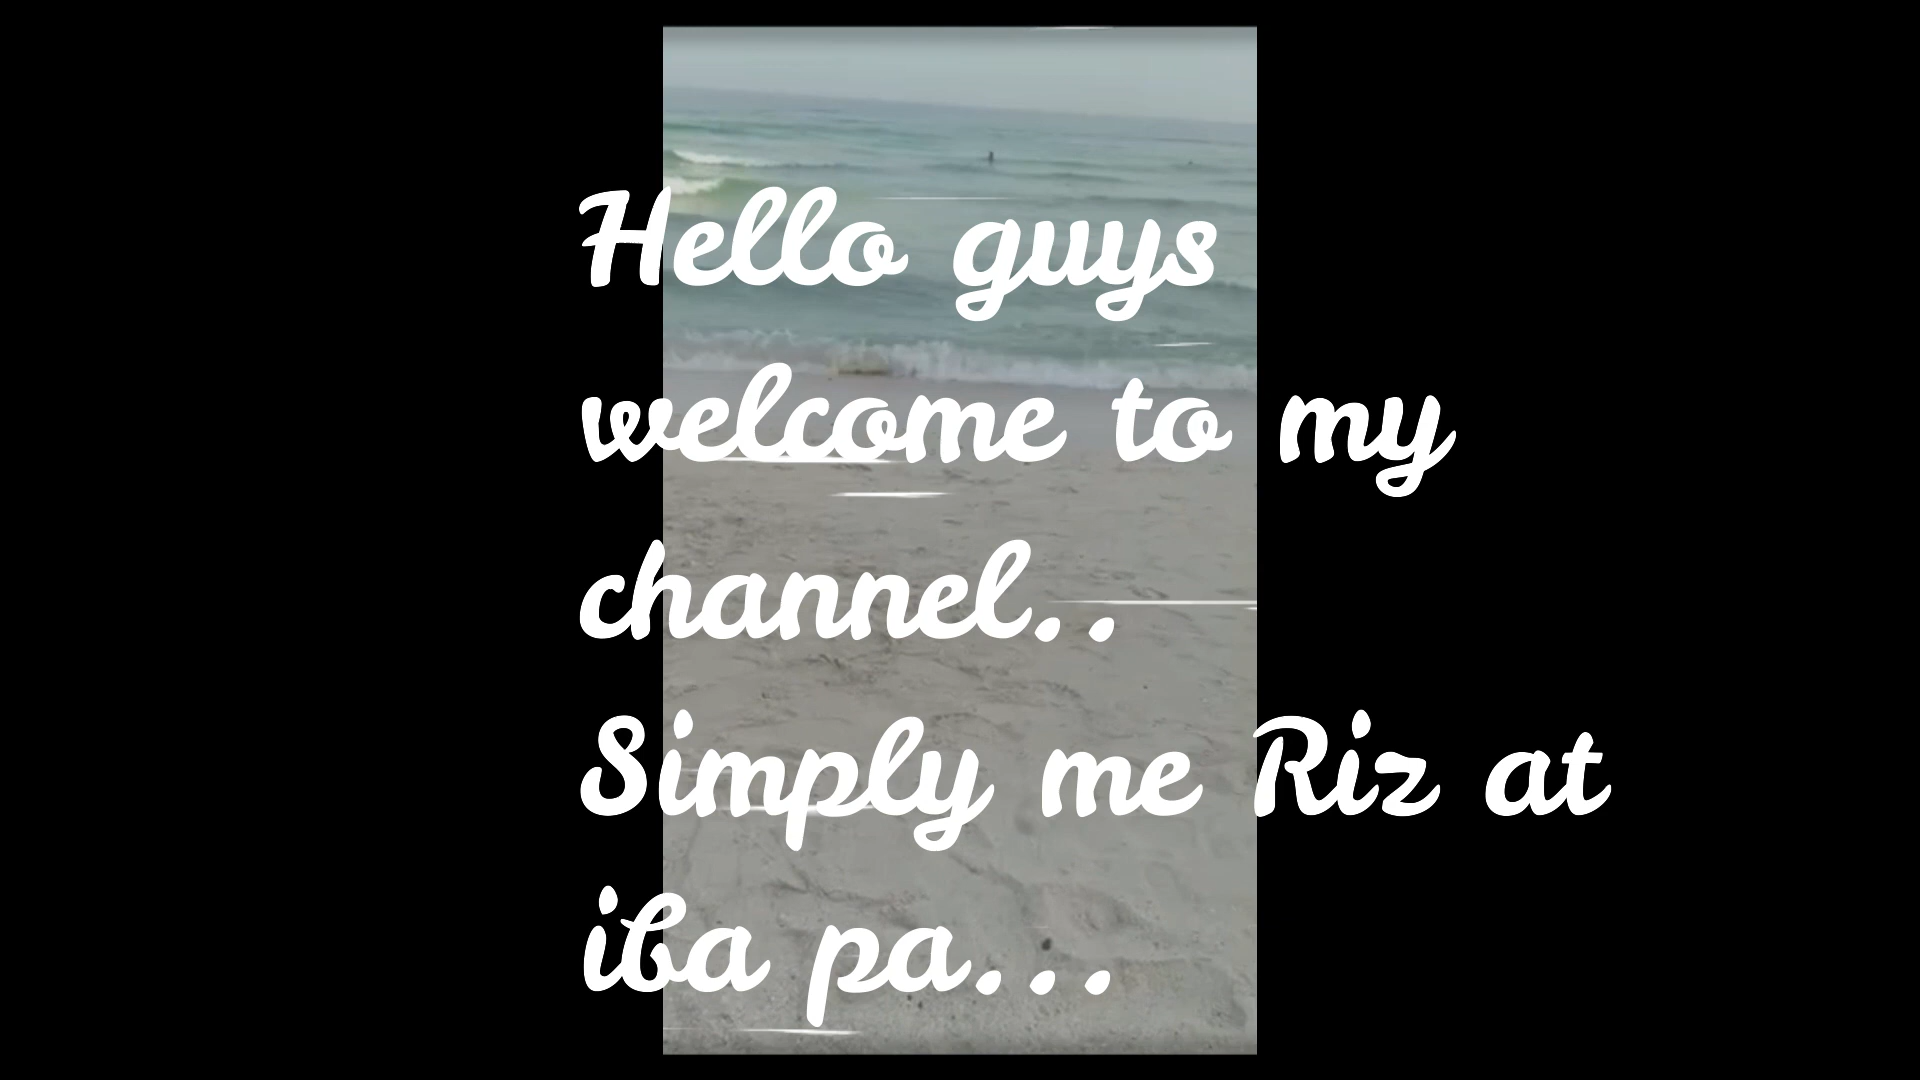 Hello guys
welcome to my
channel..
Simply me Riz at
iba pa...